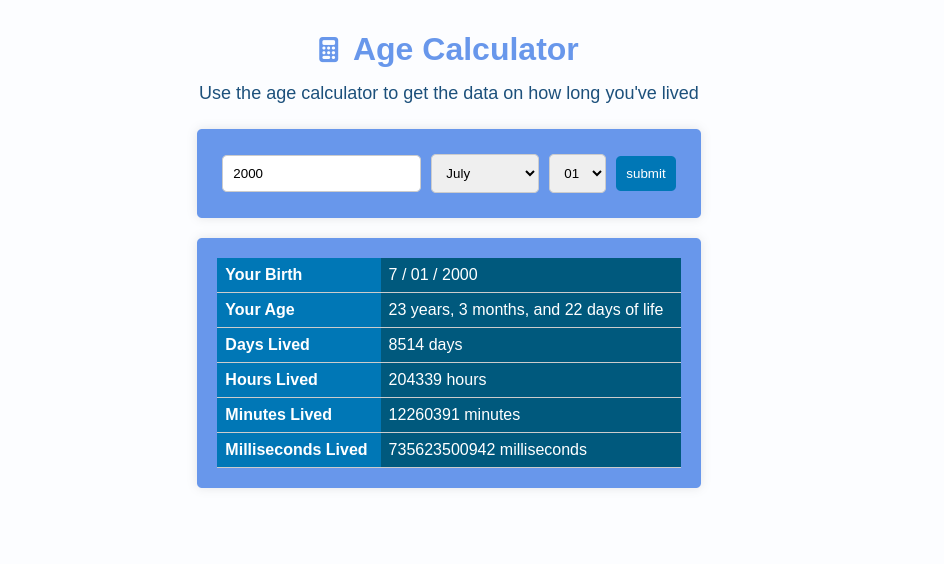 Age Calculator
Use the age calculator to get the data on how long you've lived
2000 July 01 submit
Your Birth 7 / 01 / 2000
Your Age 23 years, 3 months, and 22 days of life
Days Lived 8514 days
Hours Lived 204339 hours
Minutes Lived 12260391 minutes
Milliseconds Lived 735623500942 milliseconds